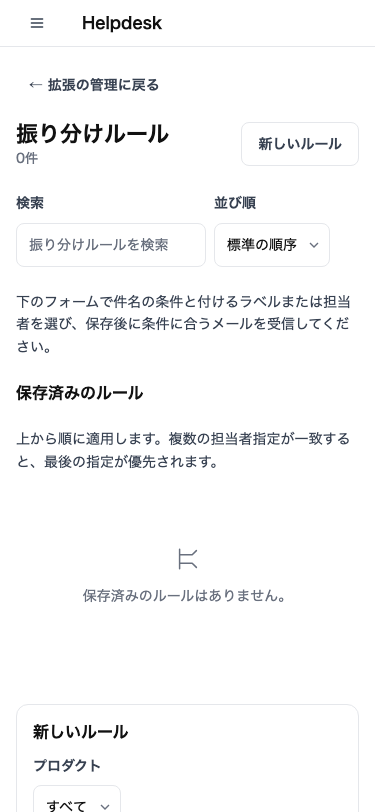 Helpdesk
← 拡張の管理に戻る
振り分けルール
0件
新しいルール
検索
並び順
振り分けルールを検索
標準の順序
下のフォームで件名の条件と付けるラベルまたは担当
者を選び、保存後に条件に合うメールを受信してくだ
さい。
保存済みのルール
上から順に適用します。複数の担当者指定が一致する
と、最後の指定が優先されます。
保存済みのルールはありません。
新しいルール
プロダクト
すべて